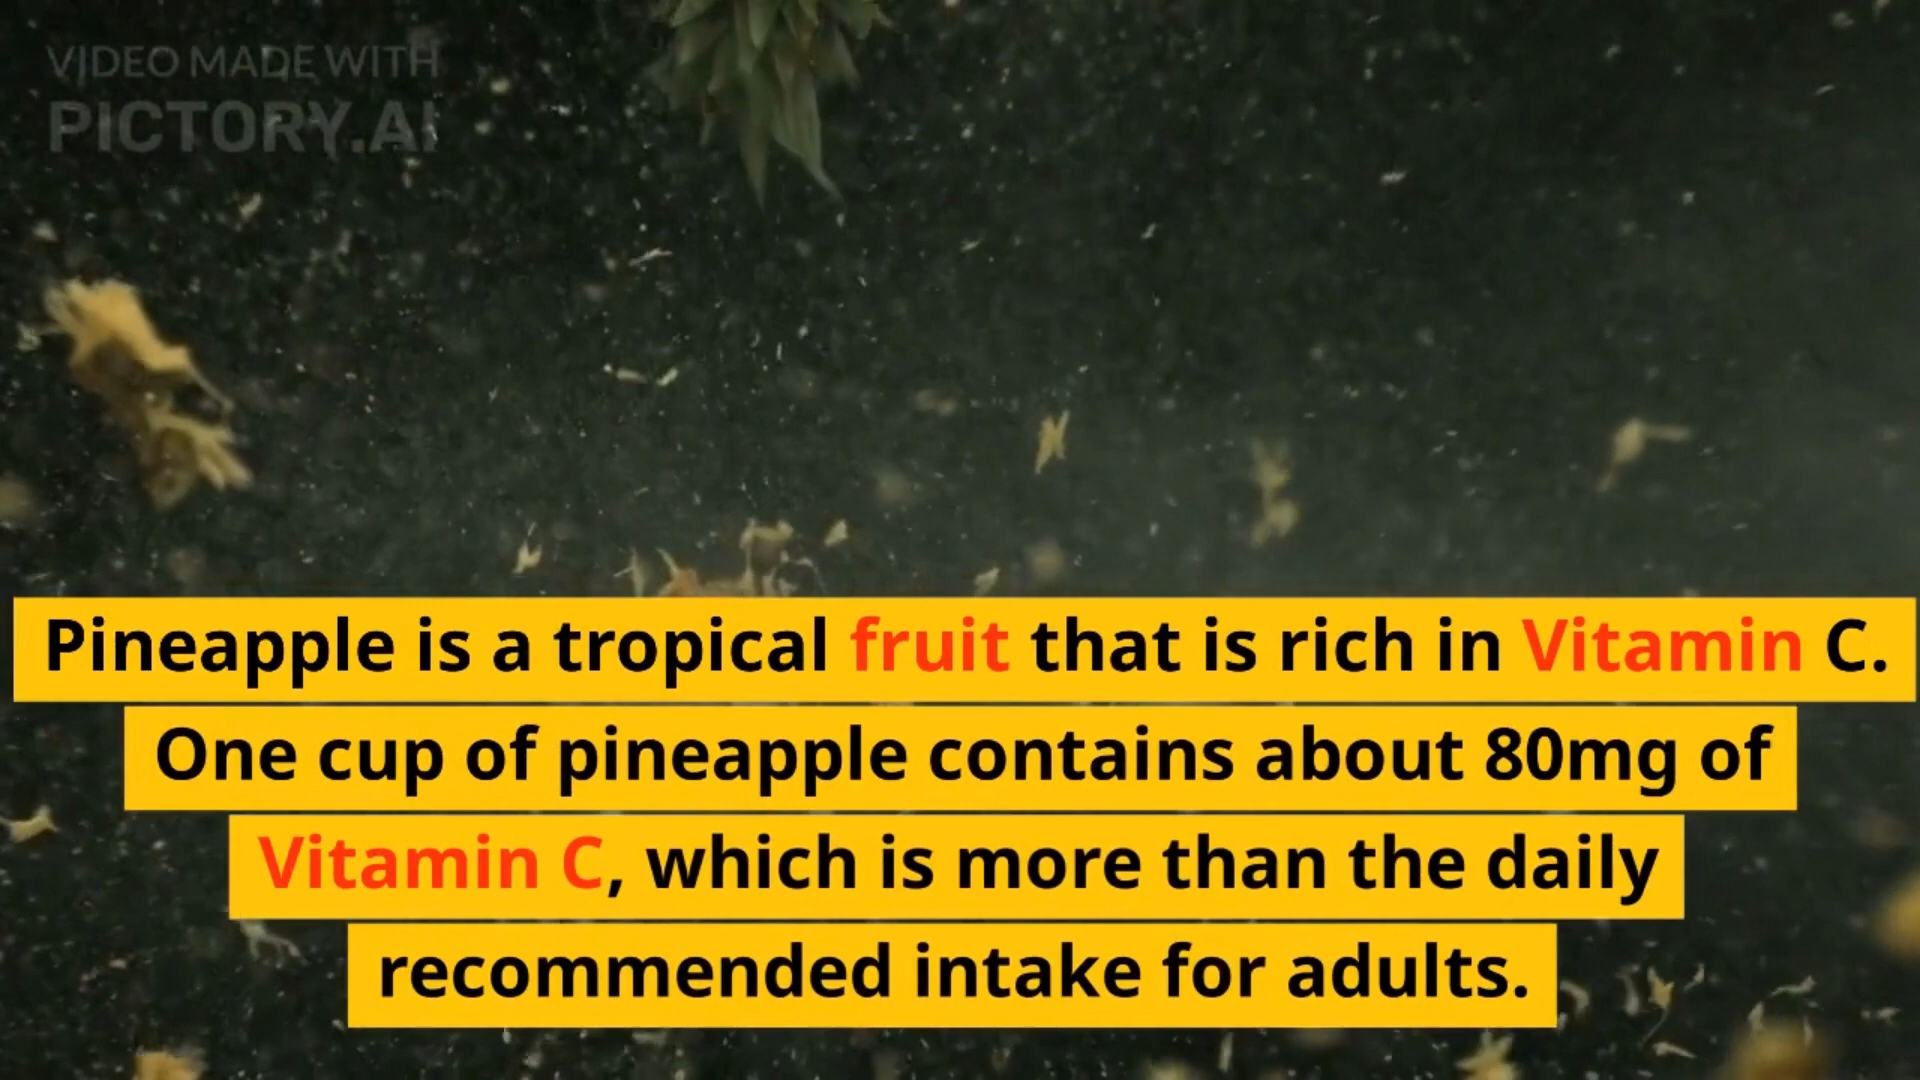 VIDEO MADE WITH
PICTORY.AI
Pineapple is a tropical fruit that is rich in Vitamin C.
One cup of pineapple contains about 80mg of
Vitamin C, which is more than the daily
recommended intake for adults.